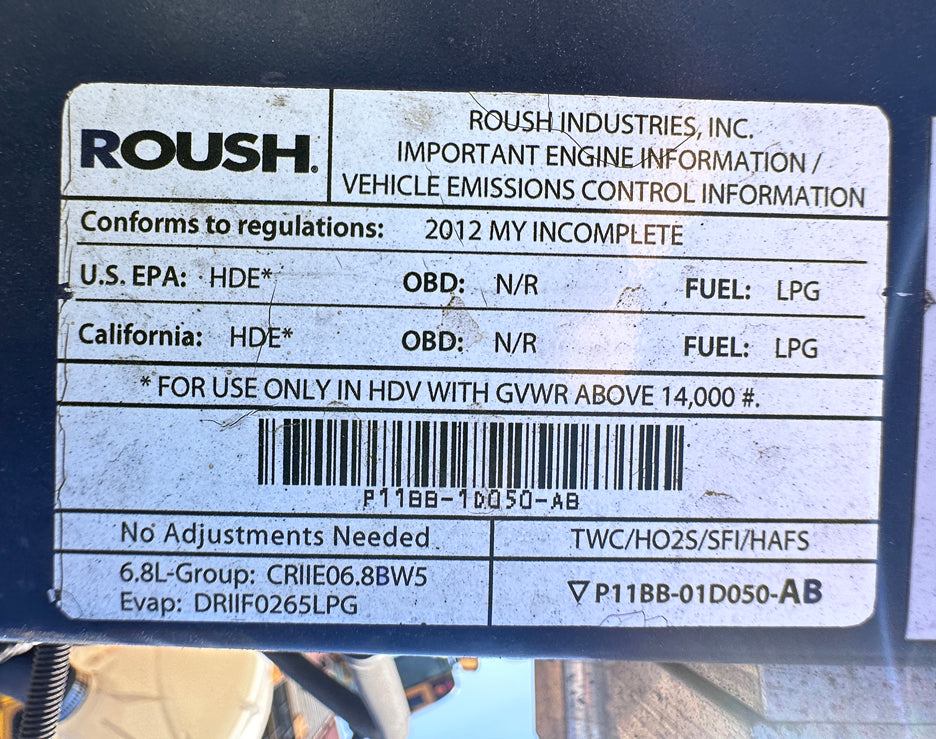 ROUSH®
ROUSH INDUSTRIES, INC.
IMPORTANT ENGINE INFORMATION /
VEHICLE EMISSIONS CONTROL INFORMATION
Conforms to regulations: 2012 MY INCOMPLETE
U.S. EPA: HDE* OBD: N/R FUEL: LPG
California: HDE* OBD: N/R FUEL: LPG
* FOR USE ONLY IN HDV WITH GVWR ABOVE 14,000 #.
P11BB-1D050-AB
No Adjustments Needed
TWC/HO2S/SFI/HAFS
6.8L-Group: CRIIE06.8BW5
Evap: DRIIF0265LPG
▽P11BB-01D050-AB